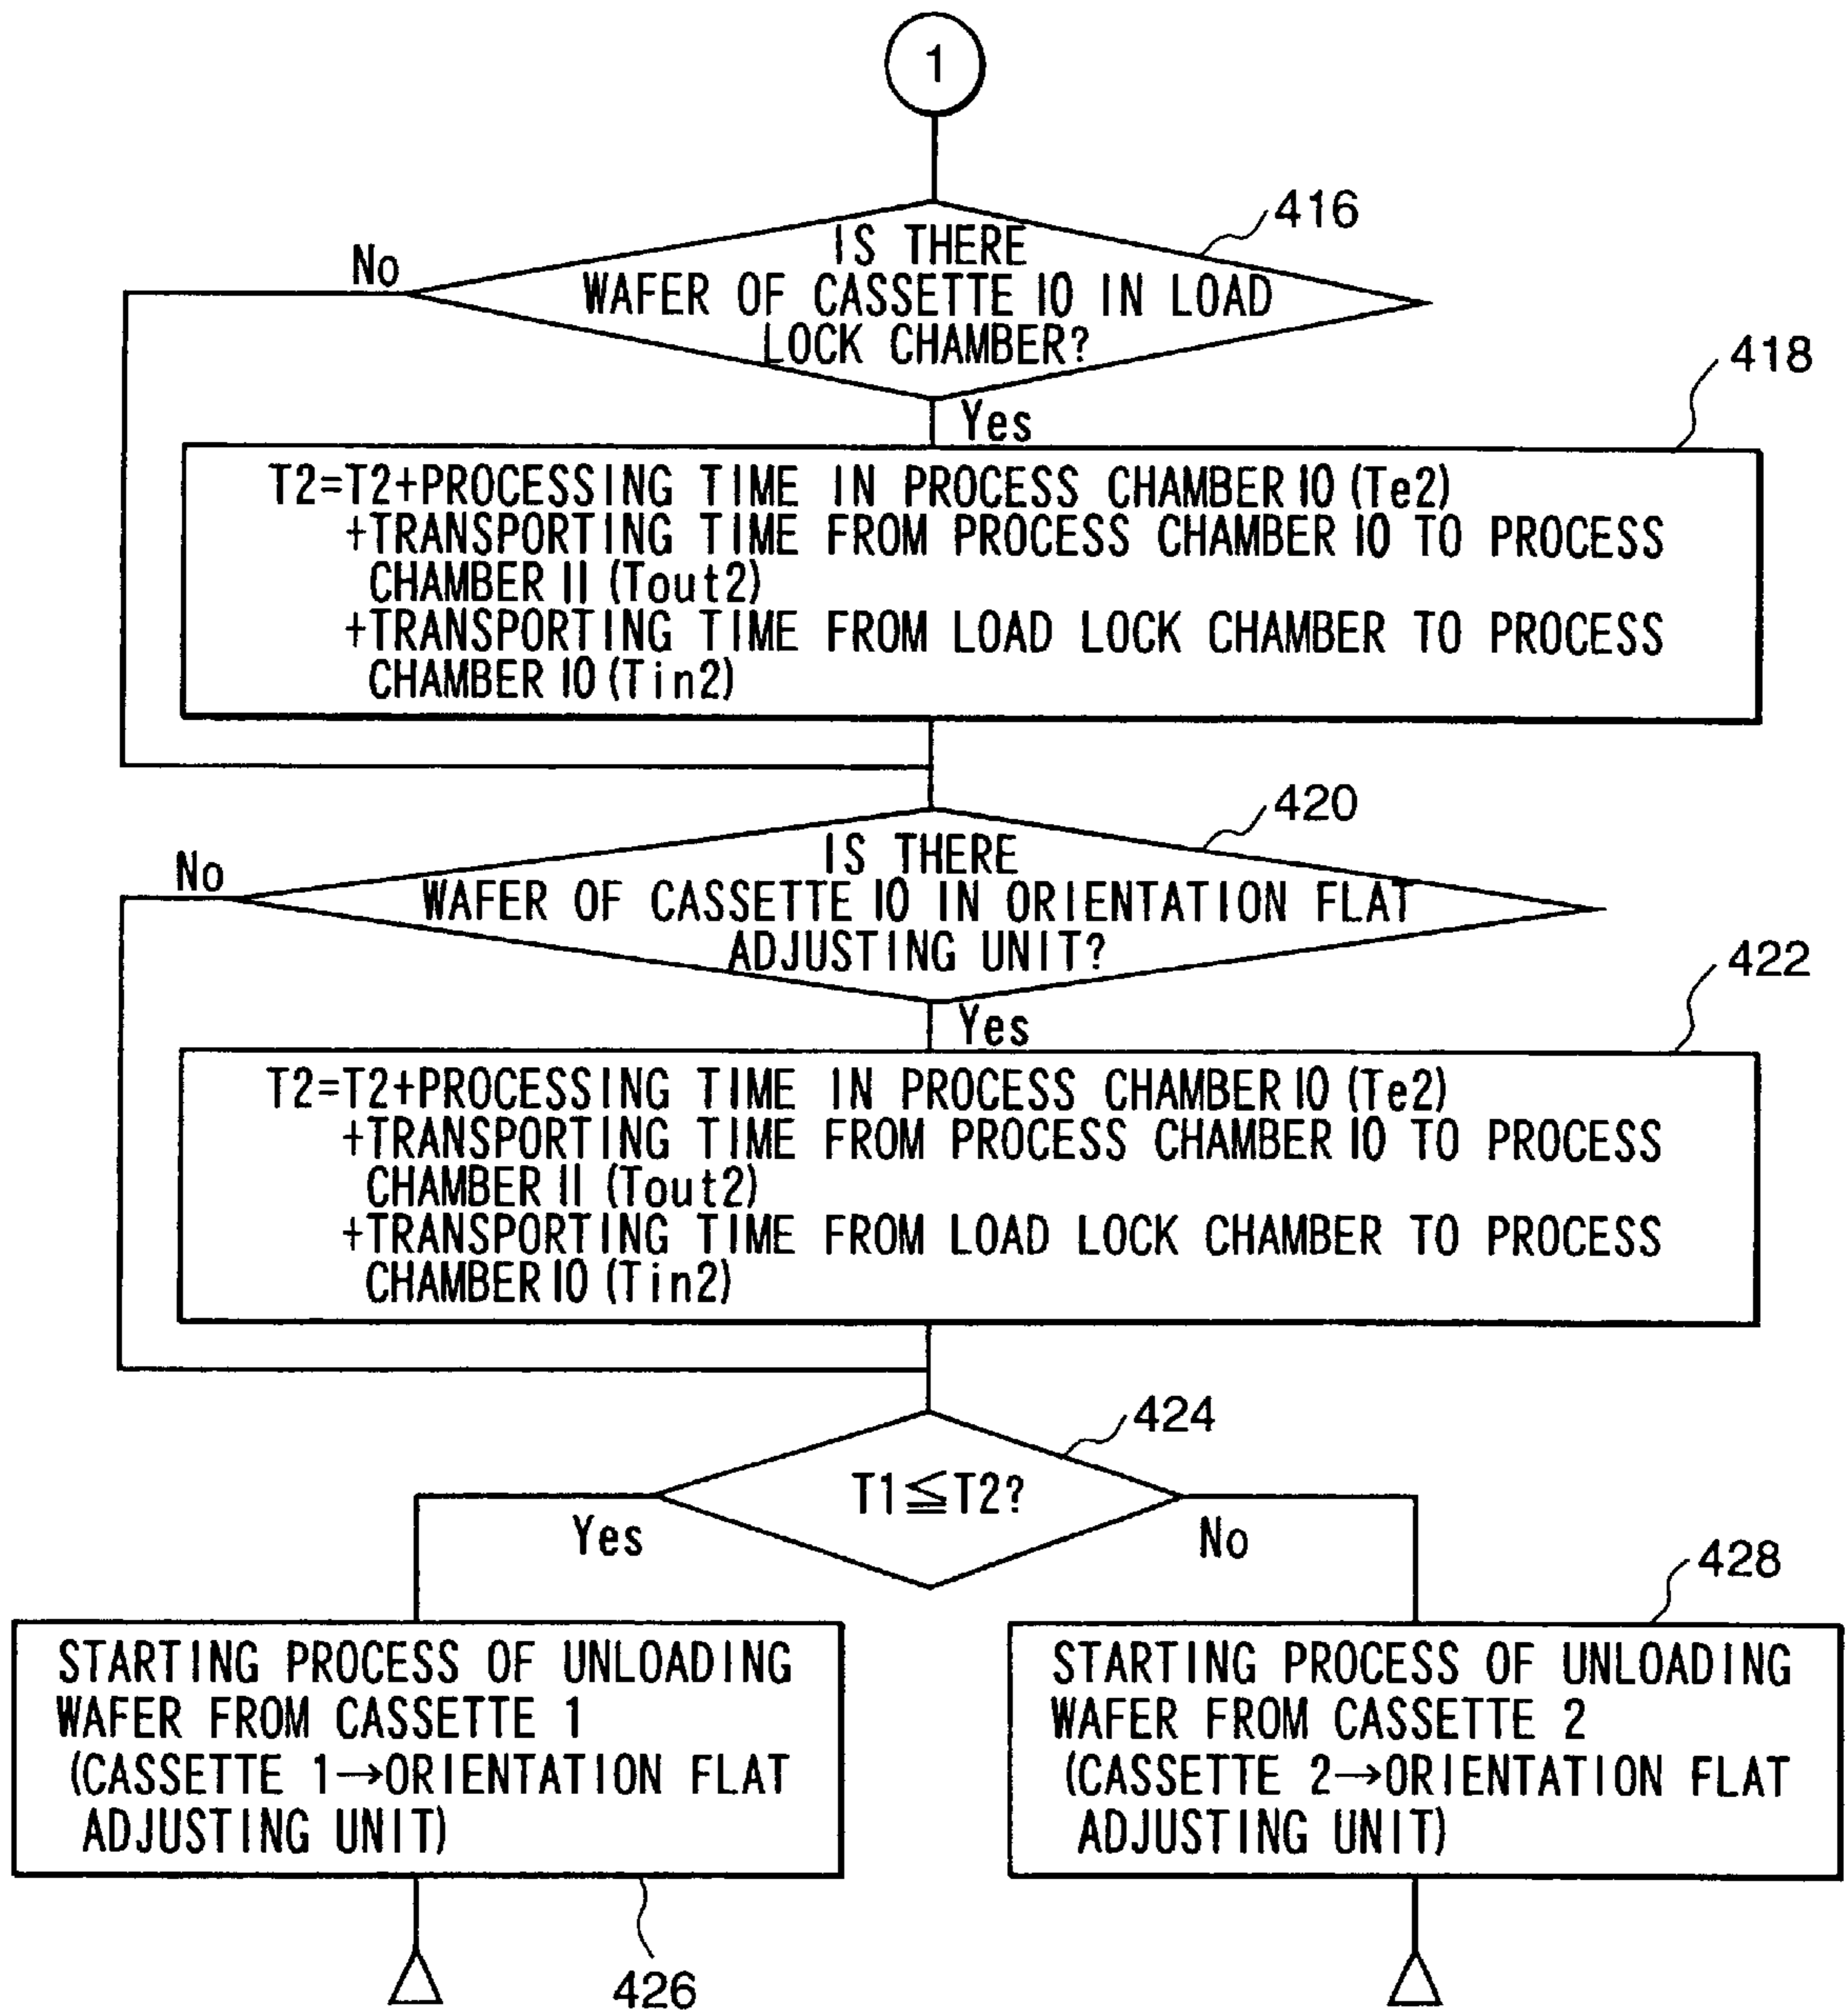 1
416
IS THERE
No
WAFER OF CASSETTE 10 IN LOAD
LOCK CHAMBER?
418
Yes
T2=T2+PROCESSING TIME IN PROCESS CHAMBER 10 (Te2)
+TRANSPORTING TIME FROM PROCESS CHAMBER 10 TO PROCESS
CHAMBER 11 (Tout2)
+TRANSPORTING TIME FROM LOAD LOCK CHAMBER TO PROCESS
CHAMBER 10 (Tin2)
420
IS THERE
No
WAFER OF CASSETTE 10 IN ORIENTATION FLAT
ADJUSTING UNIT?
422
Yes
T2=T2+PROCESSING TIME IN PROCESS CHAMBER 10 (Te2)
+TRANSPORTING TIME FROM PROCESS CHAMBER 10 TO PROCESS
CHAMBER 11 (Tout2)
+TRANSPORTING TIME FROM LOAD LOCK CHAMBER TO PROCESS
CHAMBER 10 (Tin2)
424
T1≦T2?
Yes
No
428
STARTING PROCESS OF UNLOADING
WAFER FROM CASSETTE 1
(CASSETTE 1→ORIENTATION FLAT
ADJUSTING UNIT)
STARTING PROCESS OF UNLOADING
WAFER FROM CASSETTE 2
(CASSETTE 2→ORIENTATION FLAT
ADJUSTING UNIT)
426